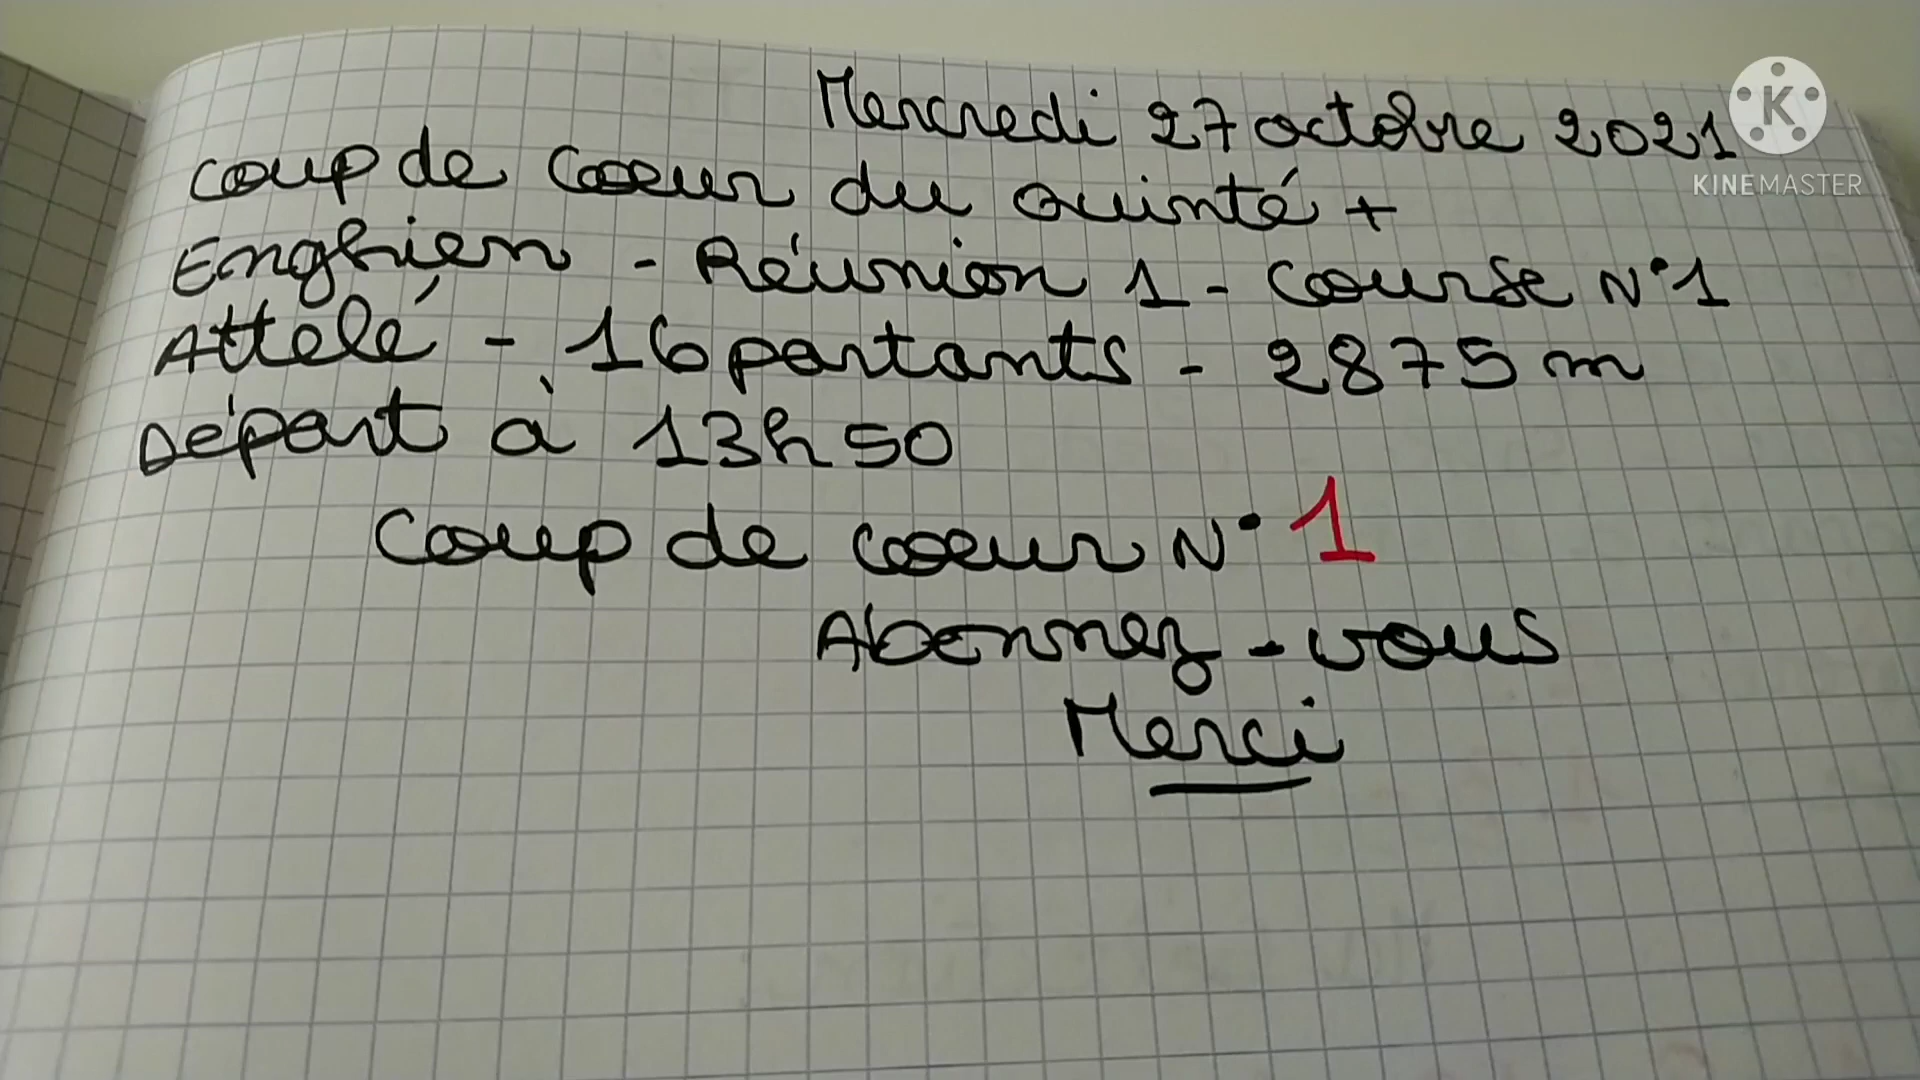 Mercredi 27 octobre 2021
Coup de coeur du Quinté +
Enghien - Réunion 1 - Course N°1
Attelé - 16 partants - 2875 m
Départ à 13h50
Coup de coeur N° 1
Abonnez-vous
Merci
KINEMASTER